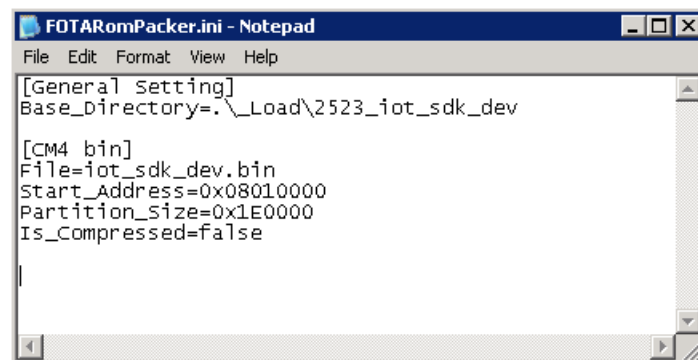 FOTARomPacker.ini - Notepad
File Edit Format View Help
[General Setting]
Base_Directory=.\_Load\2523_iot_sdk_dev
[CM4 bin]
File=iot_sdk_dev.bin
Start_Address=0x08010000
Partition_Size=0x1E0000
Is_Compressed=false